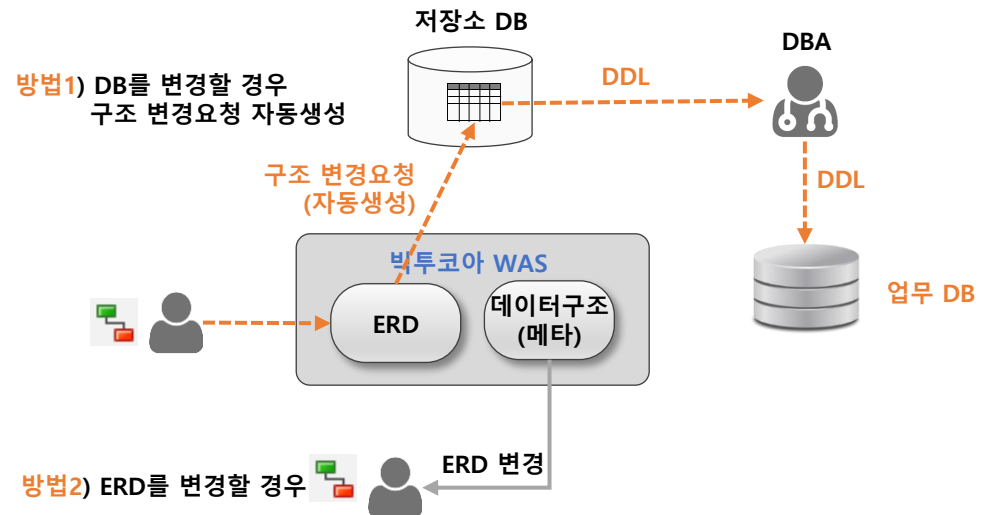 저장소 DB
DBA
방법1) DB를 변경할 경우
구조 변경요청 자동생성
DDL
구조 변경요청
(자동생성)
DDL
빅투코아 WAS
ERD
데이터구조
(메타)
업무 DB
ERD 변경
방법2) ERD를 변경할 경우